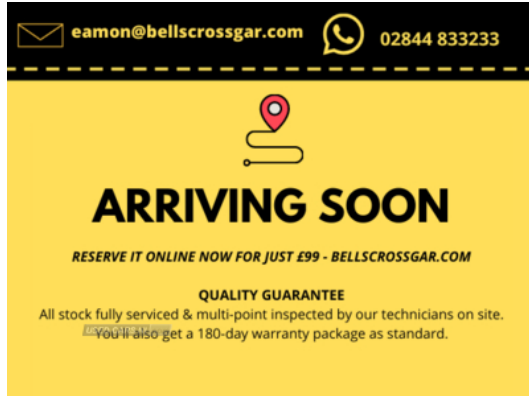 eamon@bellscrossgar.com
02844 833233
ARRIVING SOON
RESERVE IT ONLINE NOW FOR JUST £99 - BELLSCROSSGAR.COM
QUALITY GUARANTEE
All stock fully serviced & multi-point inspected by our technicians on site.
You'll also get a 180-day warranty package as standard.